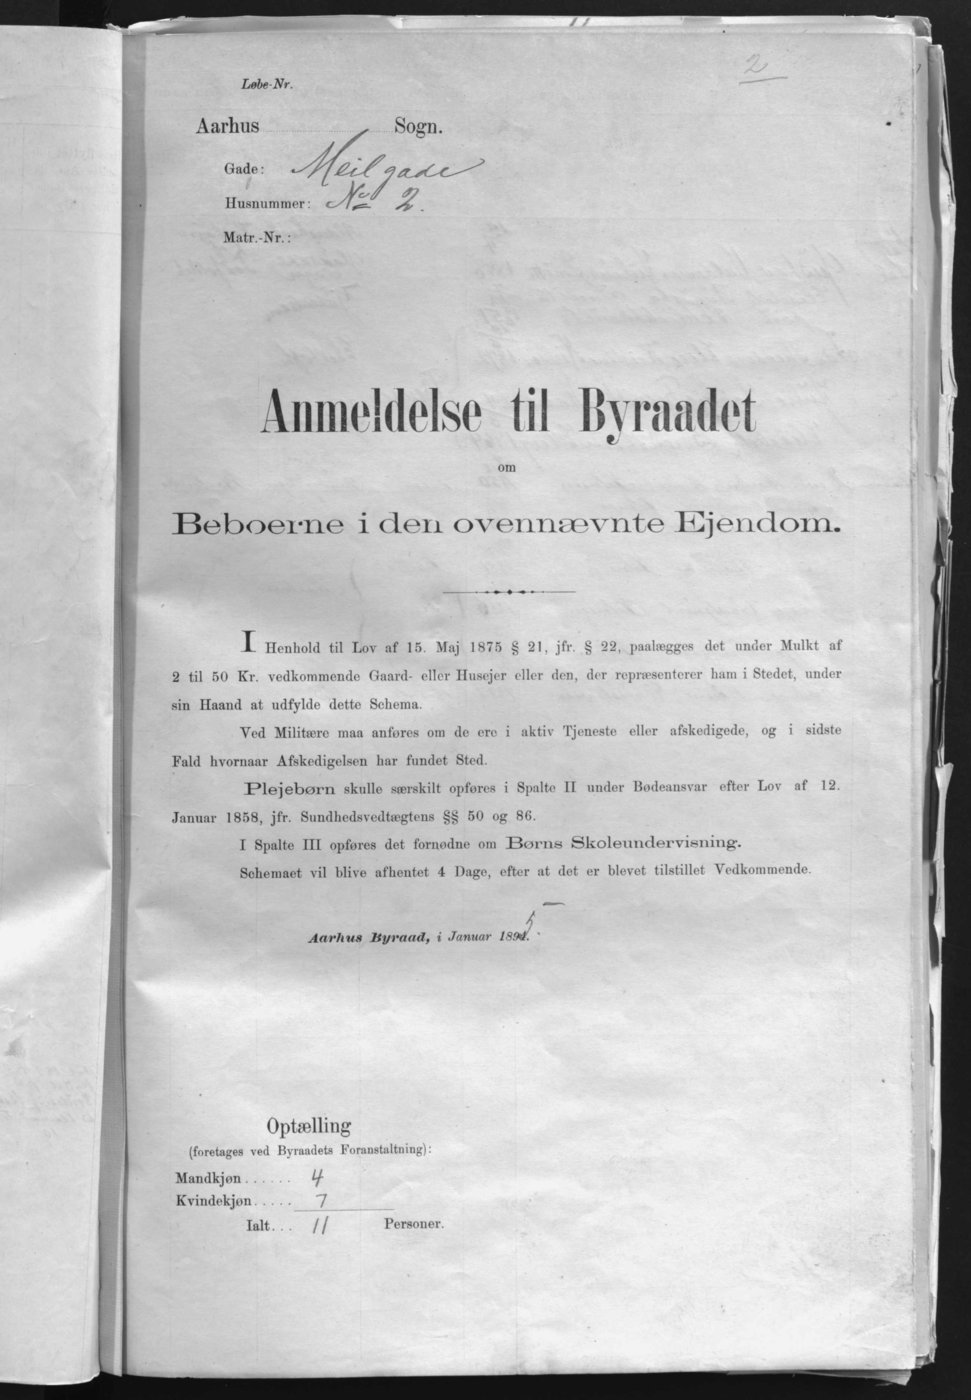 2
Løbe-Nr.
Aarhus Sogn.
Gade: Meilgade
Husnummer: No 2.
Matr.-Nr.:
Anmeldelse til Byraadet
om
Beboerne i den ovennævnte Ejendom.
I Henhold til Lov af 15. Maj 1875 § 21, jfr. § 22, paalægges det under Mulkt af
2 til 50 Kr. vedkommende Gaard- eller Husejer eller den, der repræsenterer ham i Stedet, under
sin Haand at udfylde dette Schema.
Ved Militære maa anføres om de ere i aktiv Tjeneste eller afskedigede, og i sidste
Fald hvornaar Afskedigelsen har fundet Sted.
Plejebørn skulle særskilt opføres i Spalte II under Bødeansvar efter Lov af 12.
Januar 1858, jfr. Sundhedsvedtægtens §§ 50 og 86.
I Spalte III opføres det fornødne om Børns Skoleundervisning.
Schemaet vil blive afhentet 4 Dage, efter at det er blevet tilstillet Vedkommende.
Aarhus Byraad, i Januar 1895.
Optælling
(foretages ved Byraadets Foranstaltning):
Mandkjøn...... 4
Kvindekjøn..... 7
Ialt... 11 Personer.